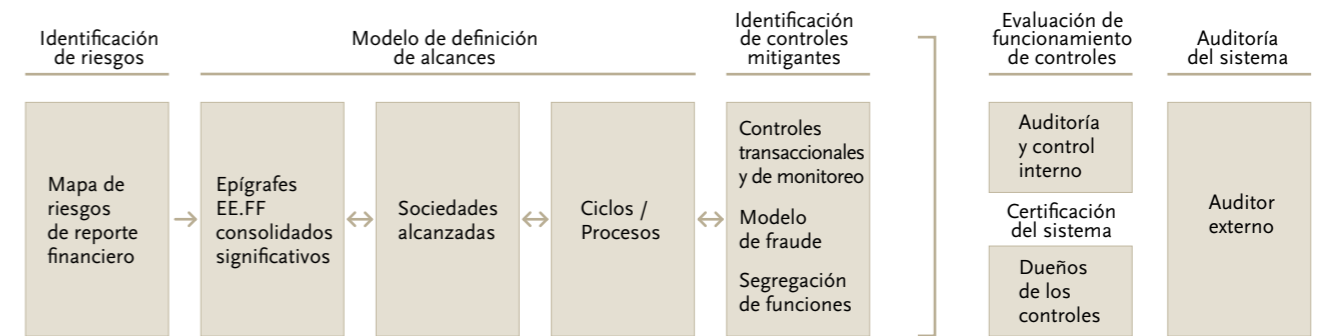 Identificación
de riesgos
Modelo de definición
de alcances
Identificación
de controles
mitigantes
Evaluación de
funcionamiento
de controles
Auditoría
del sistema
Mapa de
riesgos
de reporte
financiero
Epígrafes
EE.FF
consolidados
significativos
Sociedades
alcanzadas
Ciclos /
Procesos
Controles
transaccionales
y de monitoreo
Modelo
de fraude
Segregación
de funciones
Auditoría
y control
interno
Certificación
del sistema
Dueños
de los
controles
Auditor
externo